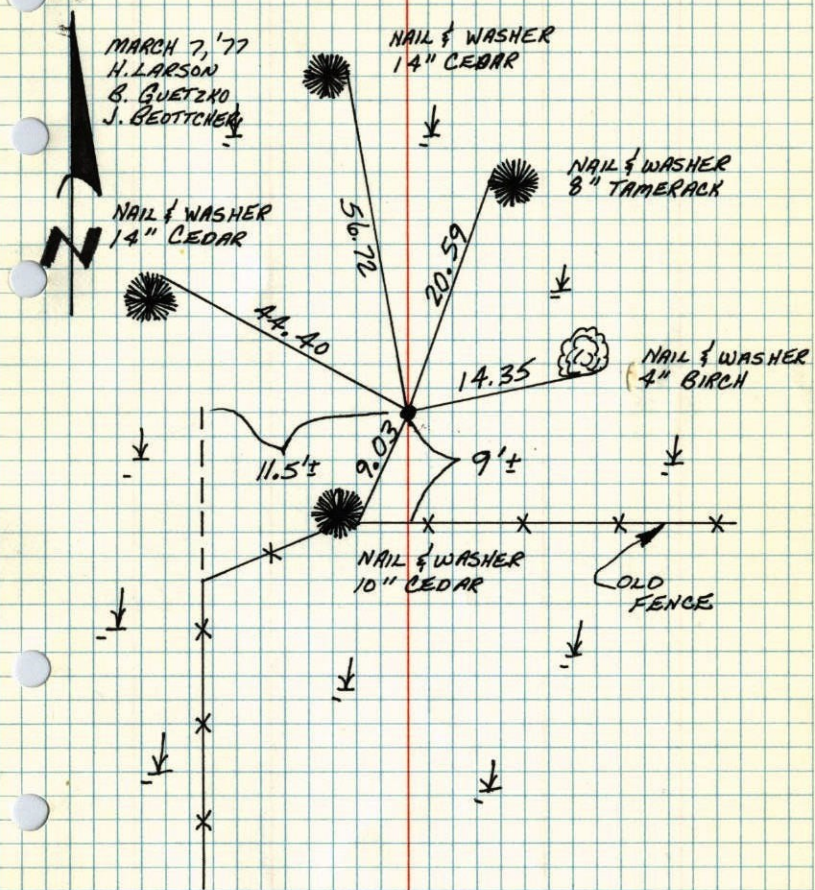 MARCH 7, '77
H. LARSON
B. GUETZKO
J. BEOTTCHER
NAIL & WASHER
14" CEDAR
NAIL & WASHER
8" TAMERACK
NAIL & WASHER
14" CEDAR
N
56.72
20.59
44.40
14.35
NAIL & WASHER
4" BIRCH
11.5'±
9.03
9'±
NAIL & WASHER
10" CEDAR
OLD
FENCE